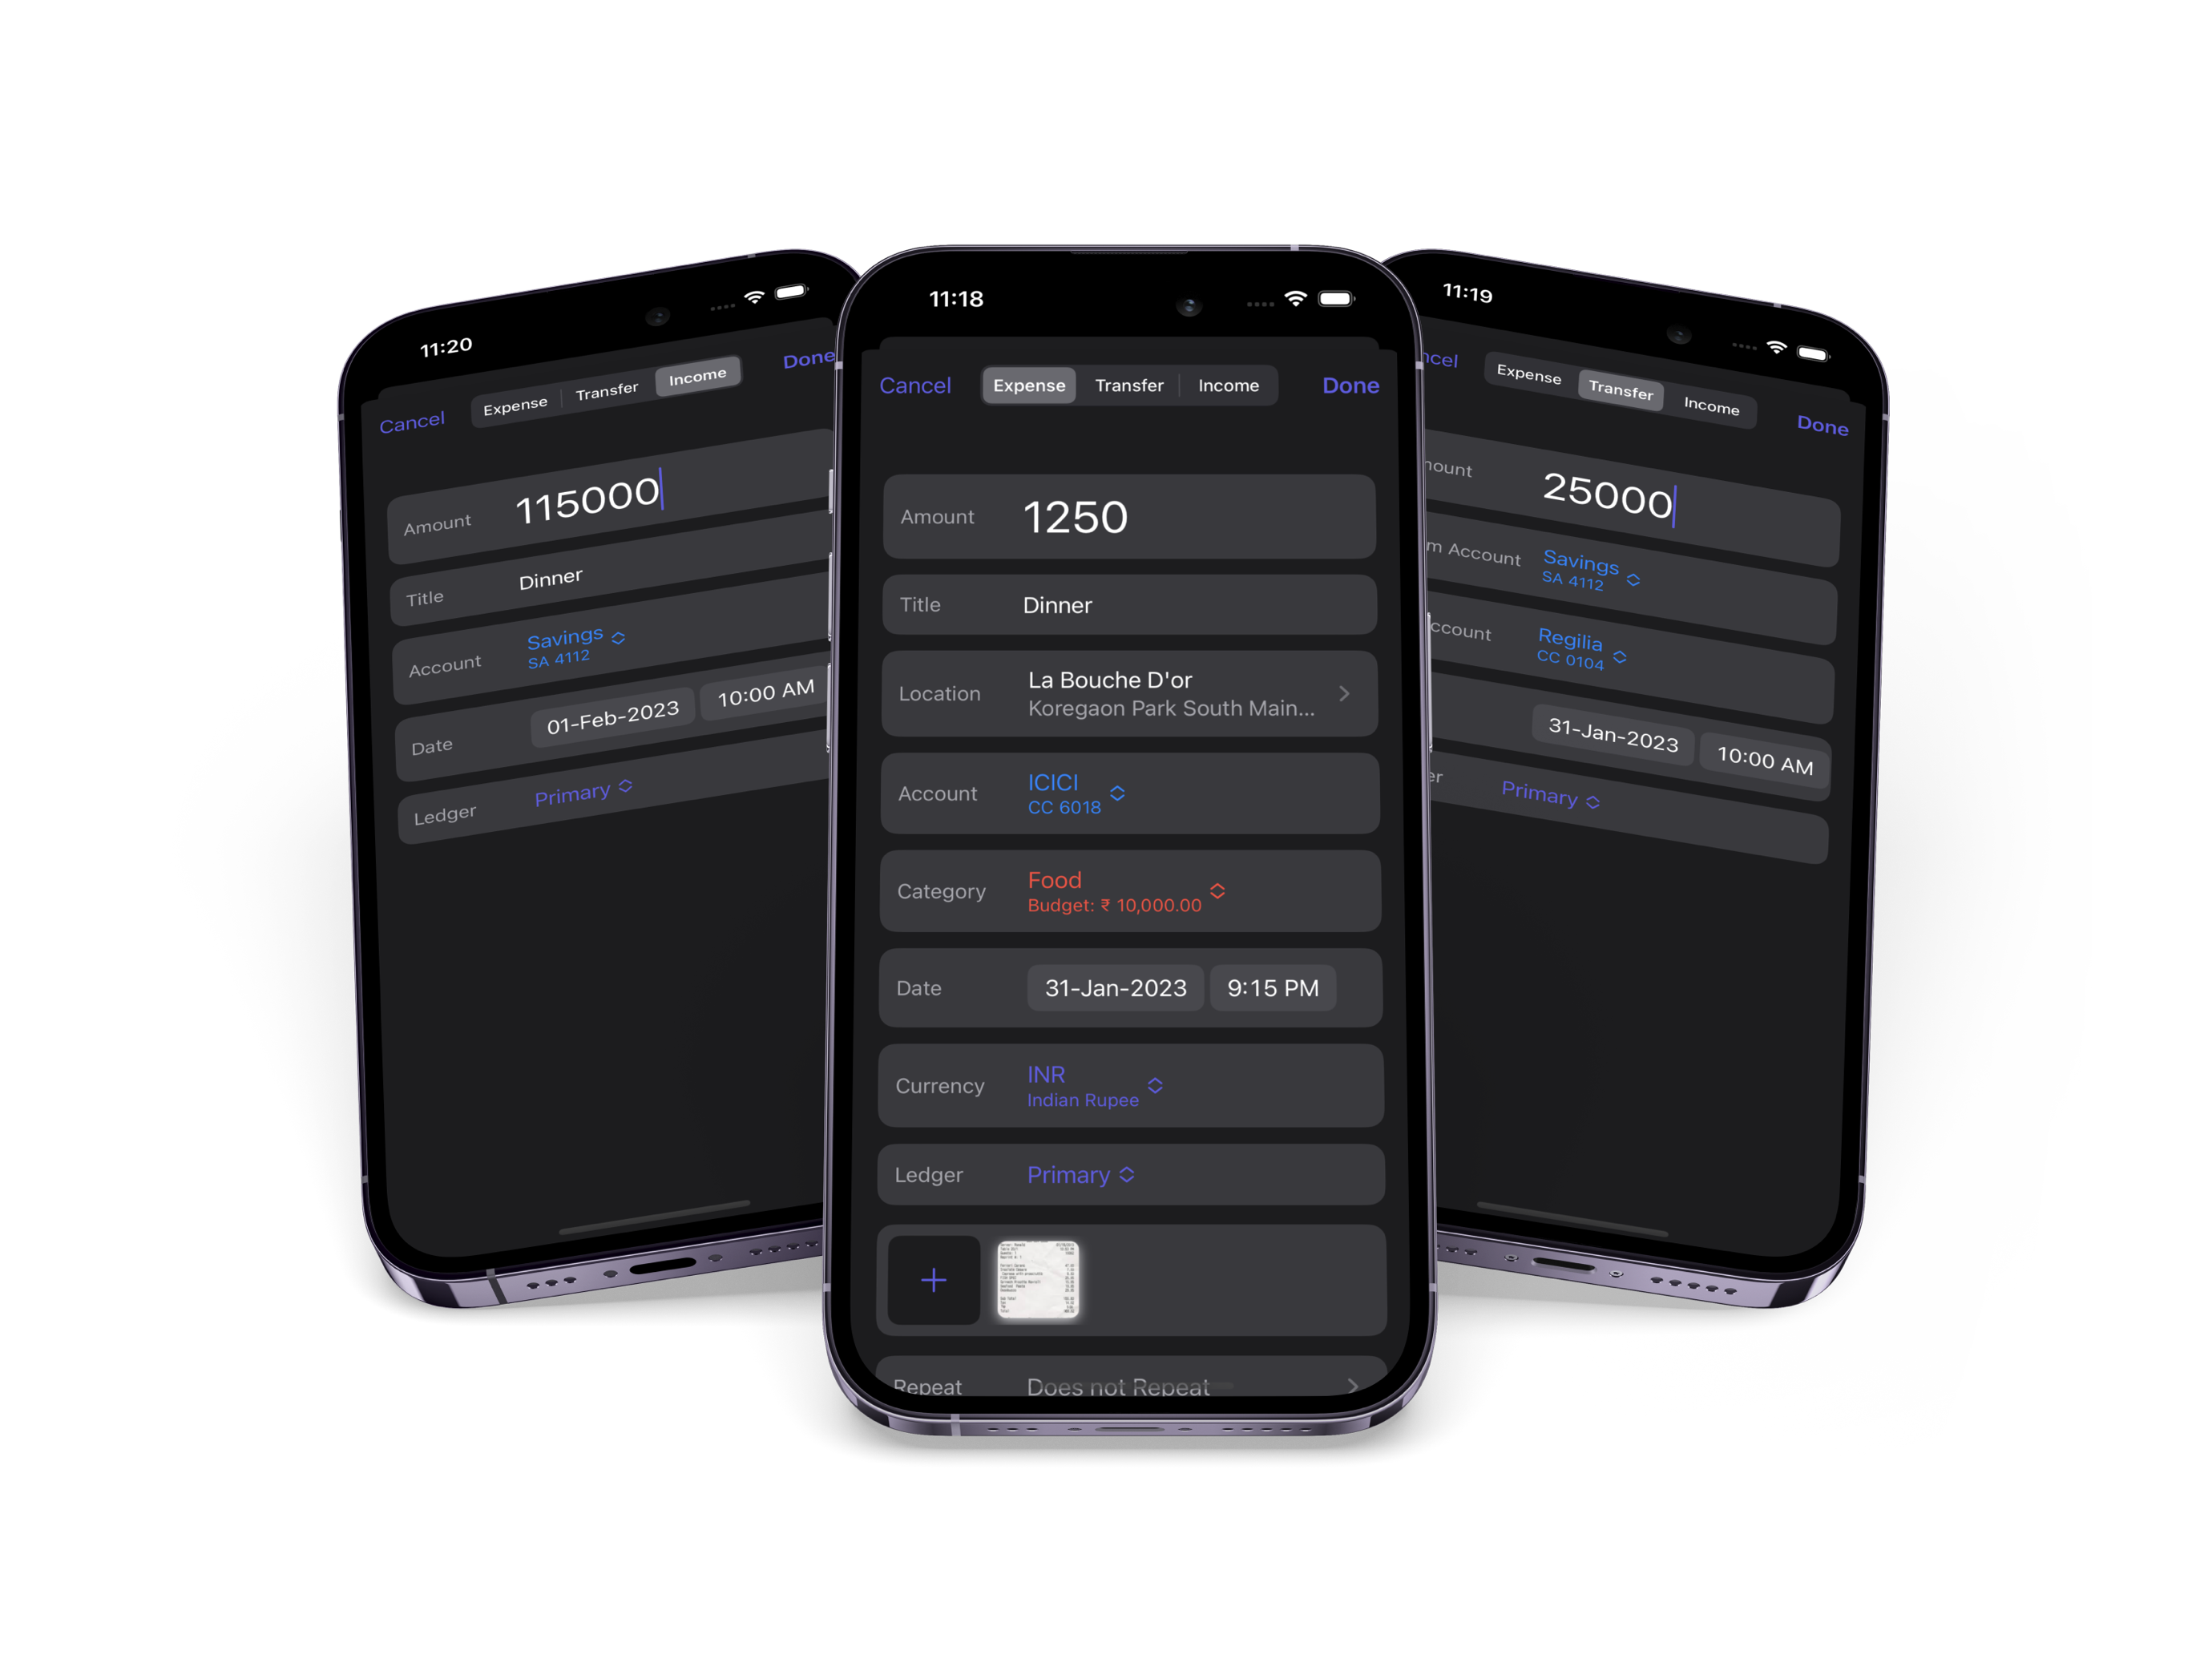 11:20
Cancel
Expense
Transfer
Income
Done
Amount
115000
Title
Dinner
Account
Savings
SA 4112
Date
01-Feb-2023
10:00 AM
Ledger
Primary
11:18
Cancel
Expense
Transfer
Income
Done
Amount
1250
Title
Dinner
Location
La Bouche D'or
Koregaon Park South Main...
Account
ICICI
CC 6018
Category
Food
Budget: ₹ 10,000.00
Date
31-Jan-2023
9:15 PM
Currency
INR
Indian Rupee
Ledger
Primary
Repeat
Does not Repeat
11:19
ncel
Expense
Transfer
Income
Done
nount
25000
m Account
Savings
SA 4112
ccount
Regilia
CC 0104
31-Jan-2023
10:00 AM
er
Primary